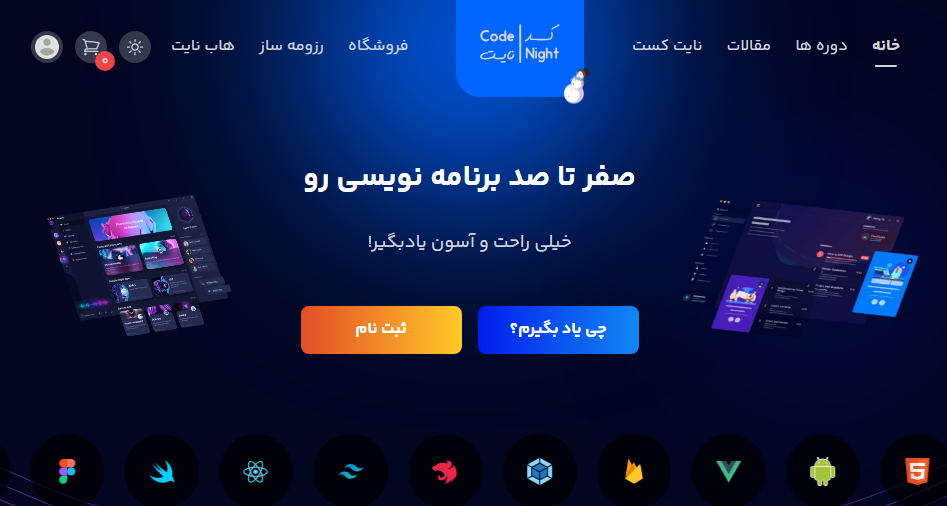 خانه
دوره ها
مقالات
نایت کست
Code کد
Night نایت
فروشگاه
رزومه ساز
هاب نایت
۰
صفر تا صد برنامه نویسی رو
خیلی راحت و آسون یادبگیر!
چی یاد بگیرم؟
ثبت نام